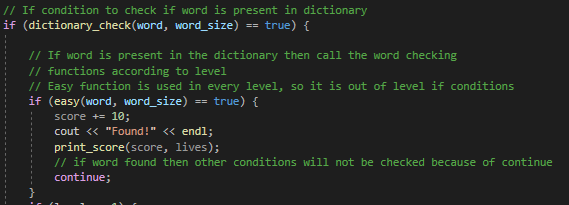 // If condition to check if word is present in dictionary
if (dictionary_check(word, word_size) == true) {
// If word is present in the dictionary then call the word checking
// functions according to level
// Easy function is used in every level, so it is out of level if conditions
if (easy(word, word_size) == true) {
score += 10;
cout << "Found!" << endl;
print_score(score, lives);
// if word found then other conditions will not be checked because of continue
continue;
}